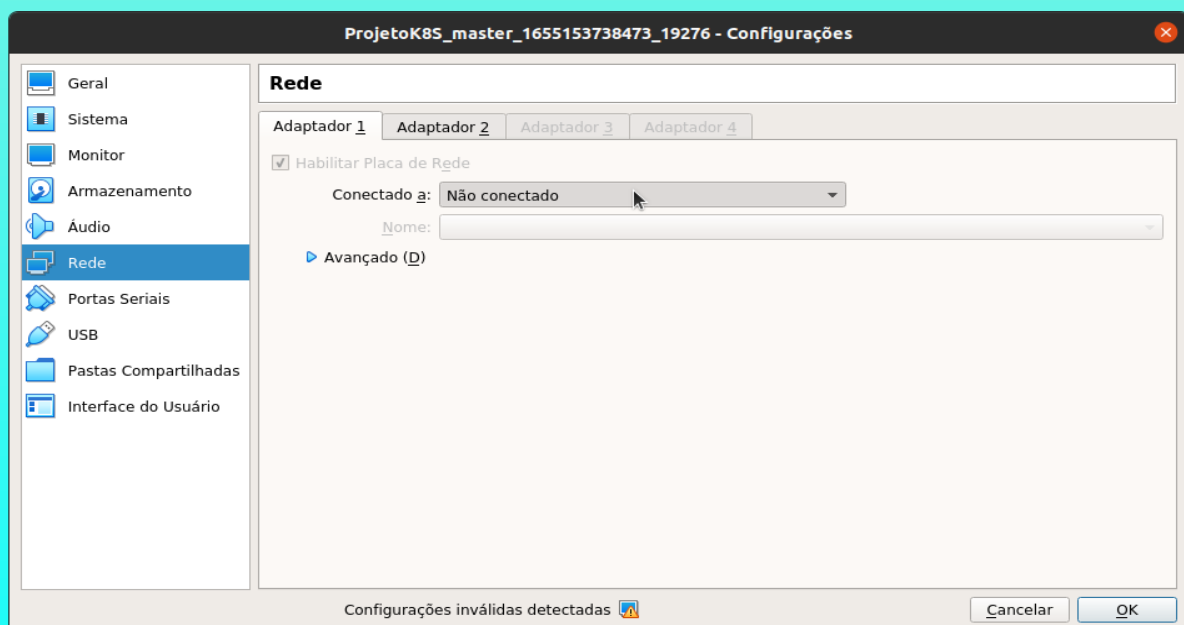 ProjetoK8S_master_1655153738473_19276 - Configurações
Geral
Sistema
Monitor
Armazenamento
Áudio
Rede
Portas Seriais
USB
Pastas Compartilhadas
Interface do Usuário
Rede
Adaptador 1 Adaptador 2 Adaptador 3 Adaptador 4
Habilitar Placa de Rede
Conectado a: Não conectado
Nome:
Avançado (D)
Configurações inválidas detectadas
Cancelar OK